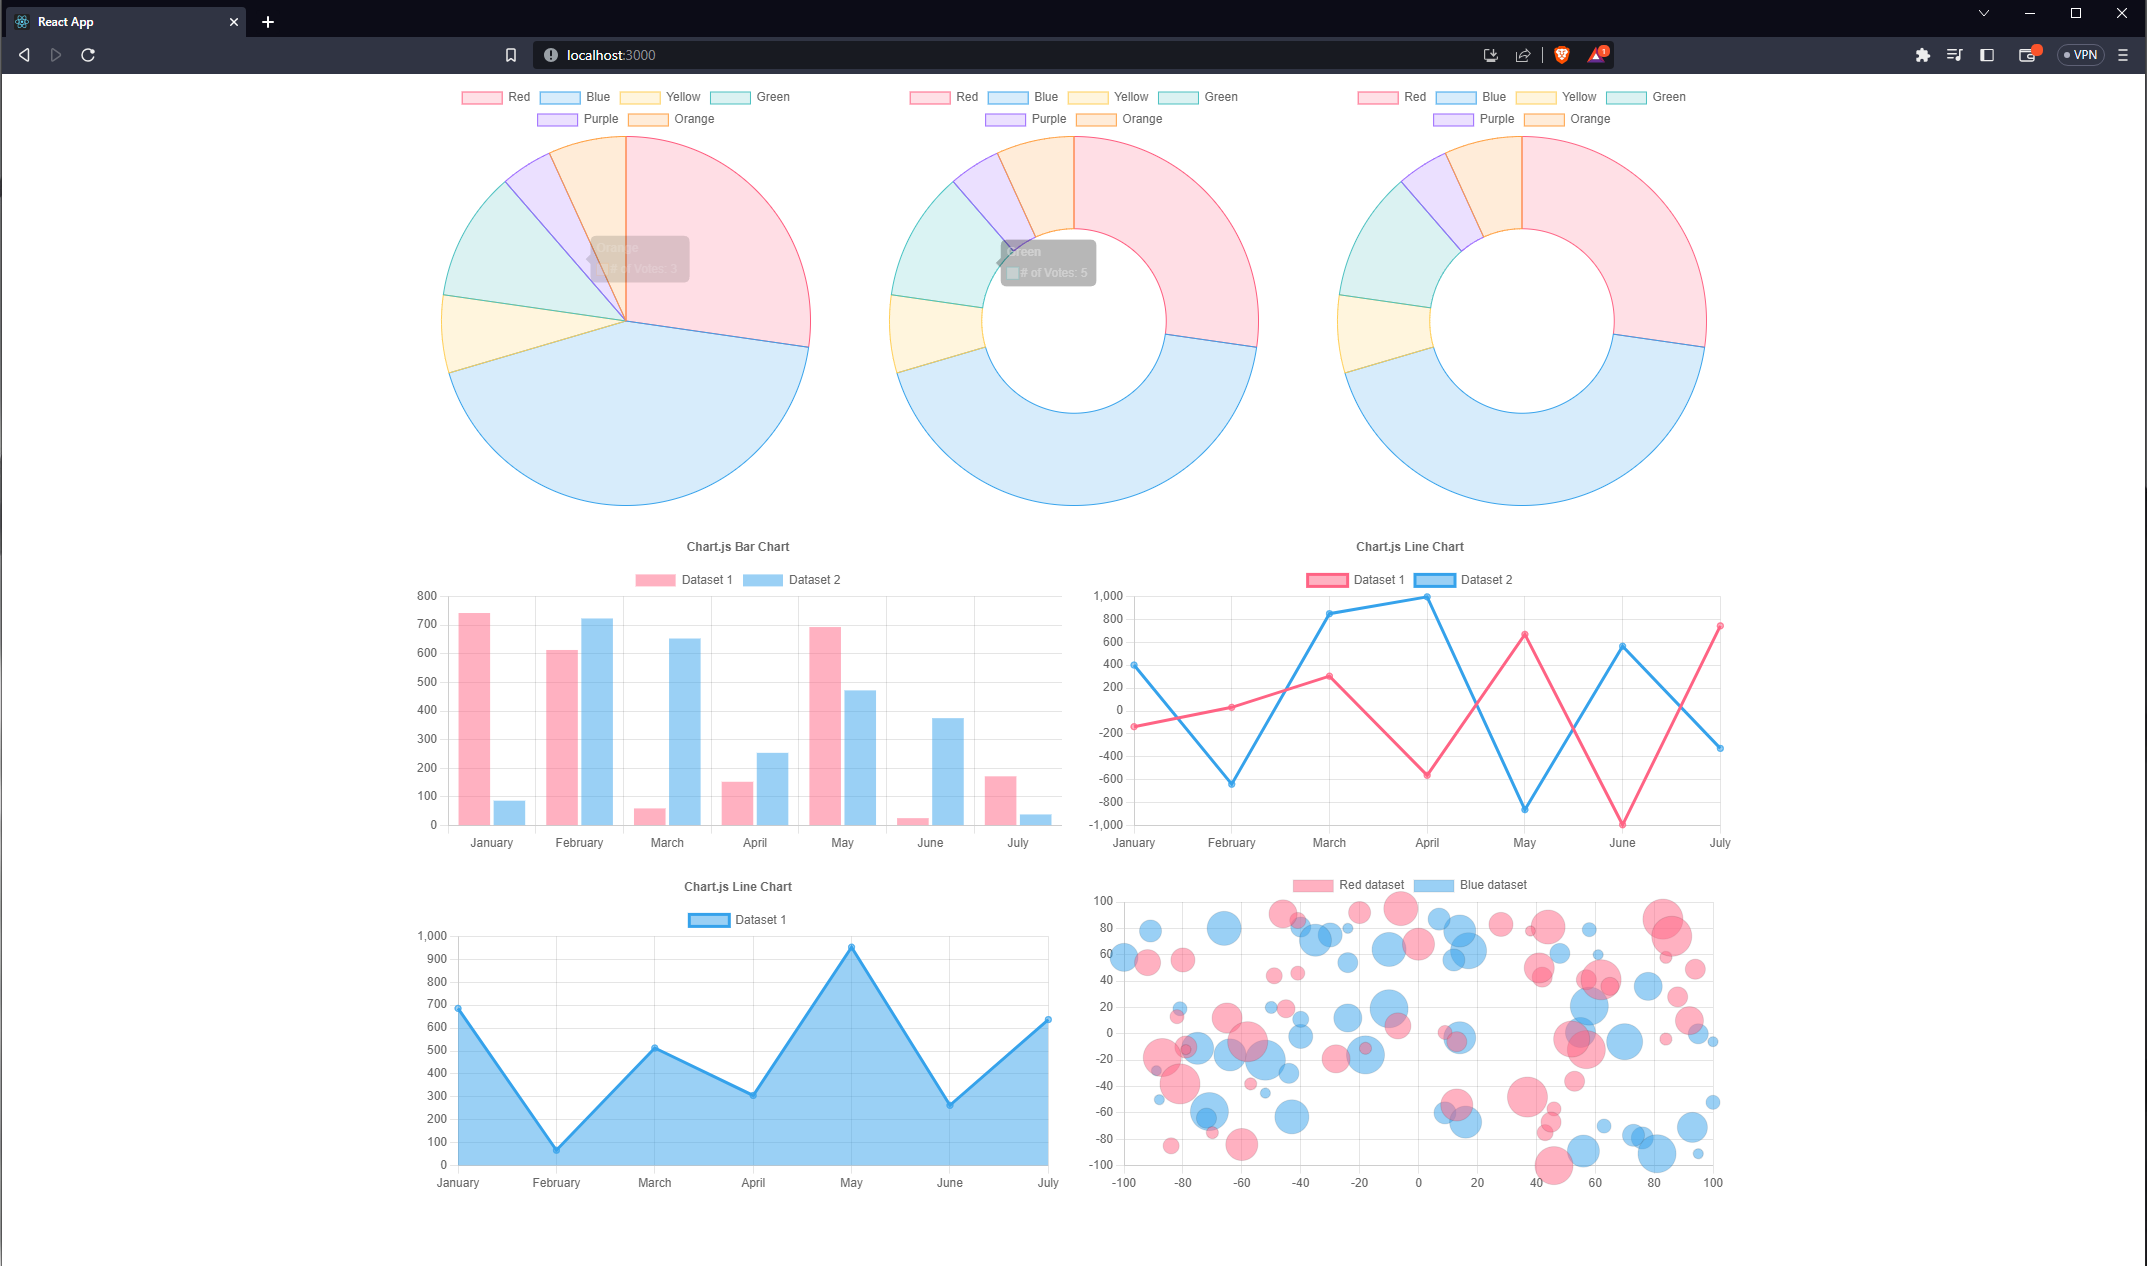 React App
localhost:3000
1
VPN
Red Blue Yellow Green
Purple Orange
Orange
# of Votes: 3
Red Blue Yellow Green
Purple Orange
Green
# of Votes: 5
Red Blue Yellow Green
Purple Orange
Chart.js Bar Chart
Dataset 1 Dataset 2
800
700
600
500
400
300
200
100
0
January February March April May June July
Chart.js Line Chart
Dataset 1 Dataset 2
1,000
800
600
400
200
0
-200
-400
-600
-800
-1,000
January February March April May June July
Chart.js Line Chart
Dataset 1
1,000
900
800
700
600
500
400
300
200
100
0
January February March April May June July
Red dataset Blue dataset
100
80
60
40
20
0
-20
-40
-60
-80
-100
-100 -80 -60 -40 -20 0 20 40 60 80 100